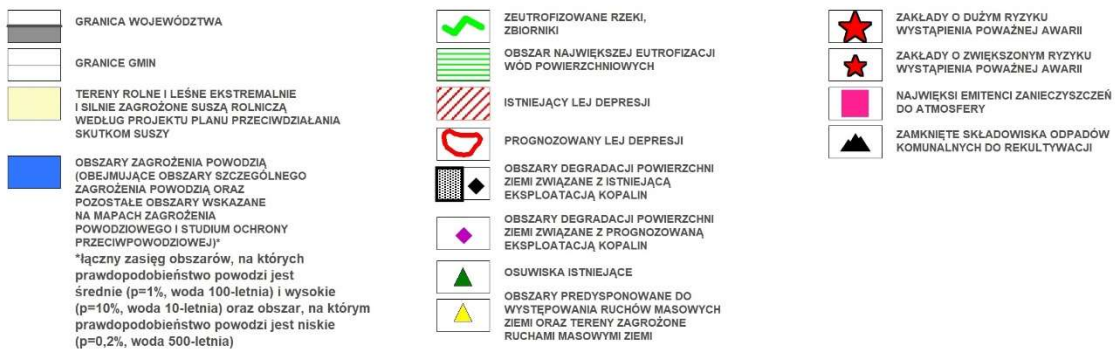 GRANICA WOJEWÓDZTWA
GRANICE GMIN
TERENY ROLNE I LEŚNE EKSTREMALNIE
I SILNIE ZAGROŻONE SUSZĄ ROLNICZĄ
WEDŁUG PROJEKTU PLANU PRZECIWDZIAŁANIA
SKUTKOM SUSZY
OBSZARY ZAGROŻENIA POWODZIĄ
(OBEJMUJĄCE OBSZARY SZCZEGÓLNEGO
ZAGROŻENIA POWODZIĄ ORAZ
POZOSTAŁE OBSZARY WSKAZANE
NA MAPACH ZAGROŻENIA
POWODZIOWEGO I STUDIUM OCHRONY
PRZECIWPOWODZIOWEJ)*
*łączny zasięg obszarów, na których
prawdopodobieństwo powodzi jest
średnie (p=1%, woda 100-letnia) i wysokie
(p=10%, woda 10-letnia) oraz obszar, na którym
prawdopodobieństwo powodzi jest niskie
(p=0,2%, woda 500-letnia)
ZEUTROFIZOWANE RZEKI,
ZBIORNIKI
OBSZAR NAJWIĘKSZEJ EUTROFIZACJI
WÓD POWIERZCHNIOWYCH
ISTNIEJĄCY LEJ DEPRESJI
PROGNOZOWANY LEJ DEPRESJI
OBSZARY DEGRADACJI POWIERZCHNI
ZIEMI ZWIĄZANE Z ISTNIEJĄCĄ
EKSPLOATACJĄ KOPALIN
OBSZARY DEGRADACJI POWIERZCHNI
ZIEMI ZWIĄZANE Z PROGNOZOWANĄ
EKSPLOATACJĄ KOPALIN
OSUWISKA ISTNIEJĄCE
OBSZARY PREDYSPONOWANE DO
WYSTĘPOWANIA RUCHÓW MASOWYCH
ZIEMI ORAZ TERENY ZAGROŻONE
RUCHAMI MASOWYMI ZIEMI
ZAKŁADY O DUŻYM RYZYKU
WYSTĄPIENIA POWAŻNEJ AWARII
ZAKŁADY O ZWIĘKSZONYM RYZYKU
WYSTĄPIENIA POWAŻNEJ AWARII
NAJWIĘKSI EMITENCI ZANIECZYSZCZEŃ
DO ATMOSFERY
ZAMKNIĘTE SKŁADOWISKA ODPADÓW
KOMUNALNYCH DO REKULTYWACJI